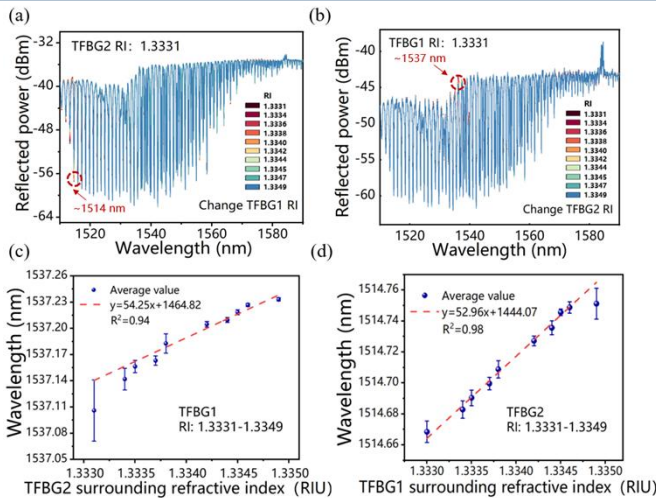 (a)
TFBG2 RI: 1.3331
-32
-40
-48
-56
-64
Reflected power (dBm)
RI
1.3331
1.3334
1.3336
1.3338
1.3340
1.3342
1.3344
1.3345
1.3347
1.3349
~1514 nm
Change TFBG1 RI
1520 1540 1560 1580
Wavelength (nm)
(b)
TFBG1 RI: 1.3331
~1537 nm
-40
-45
-50
-55
-60
Reflected power (dBm)
RI
1.3331
1.3334
1.3336
1.3338
1.3340
1.3342
1.3344
1.3345
1.3347
1.3349
Change TFBG2 RI
1520 1540 1560 1580
Wavelength (nm)
(c)
1537.26
1537.23
1537.20
1537.17
1537.14
1537.11
1537.08
1537.05
Wavelength (nm)
Average value
y=54.25x+1464.82
R²=0.94
TFBG1
RI: 1.3331-1.3349
1.3330 1.3335 1.3340 1.3345 1.3350
TFBG2 surrounding refractive index (RIU)
(d)
1514.76
1514.74
1514.72
1514.70
1514.68
1514.66
Wavelength (nm)
Average value
y=52.96x+1444.07
R²=0.98
TFBG2
RI: 1.3331-1.3349
1.3330 1.3335 1.3340 1.3345 1.3350
TFBG1 surrounding refractive index (RIU)